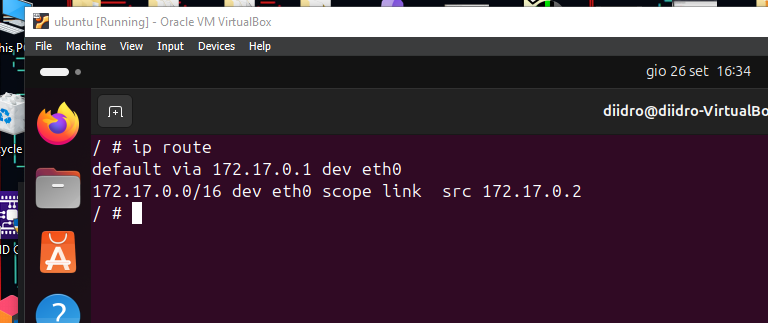 his P
ubuntu [Running] - Oracle VM VirtualBox
File Machine View Input Devices Help
gio 26 set 16:34
diidro@diidro-VirtualBo
cycle
/ # ip route
default via 172.17.0.1 dev eth0
172.17.0.0/16 dev eth0 scope link  src 172.17.0.2
/ #